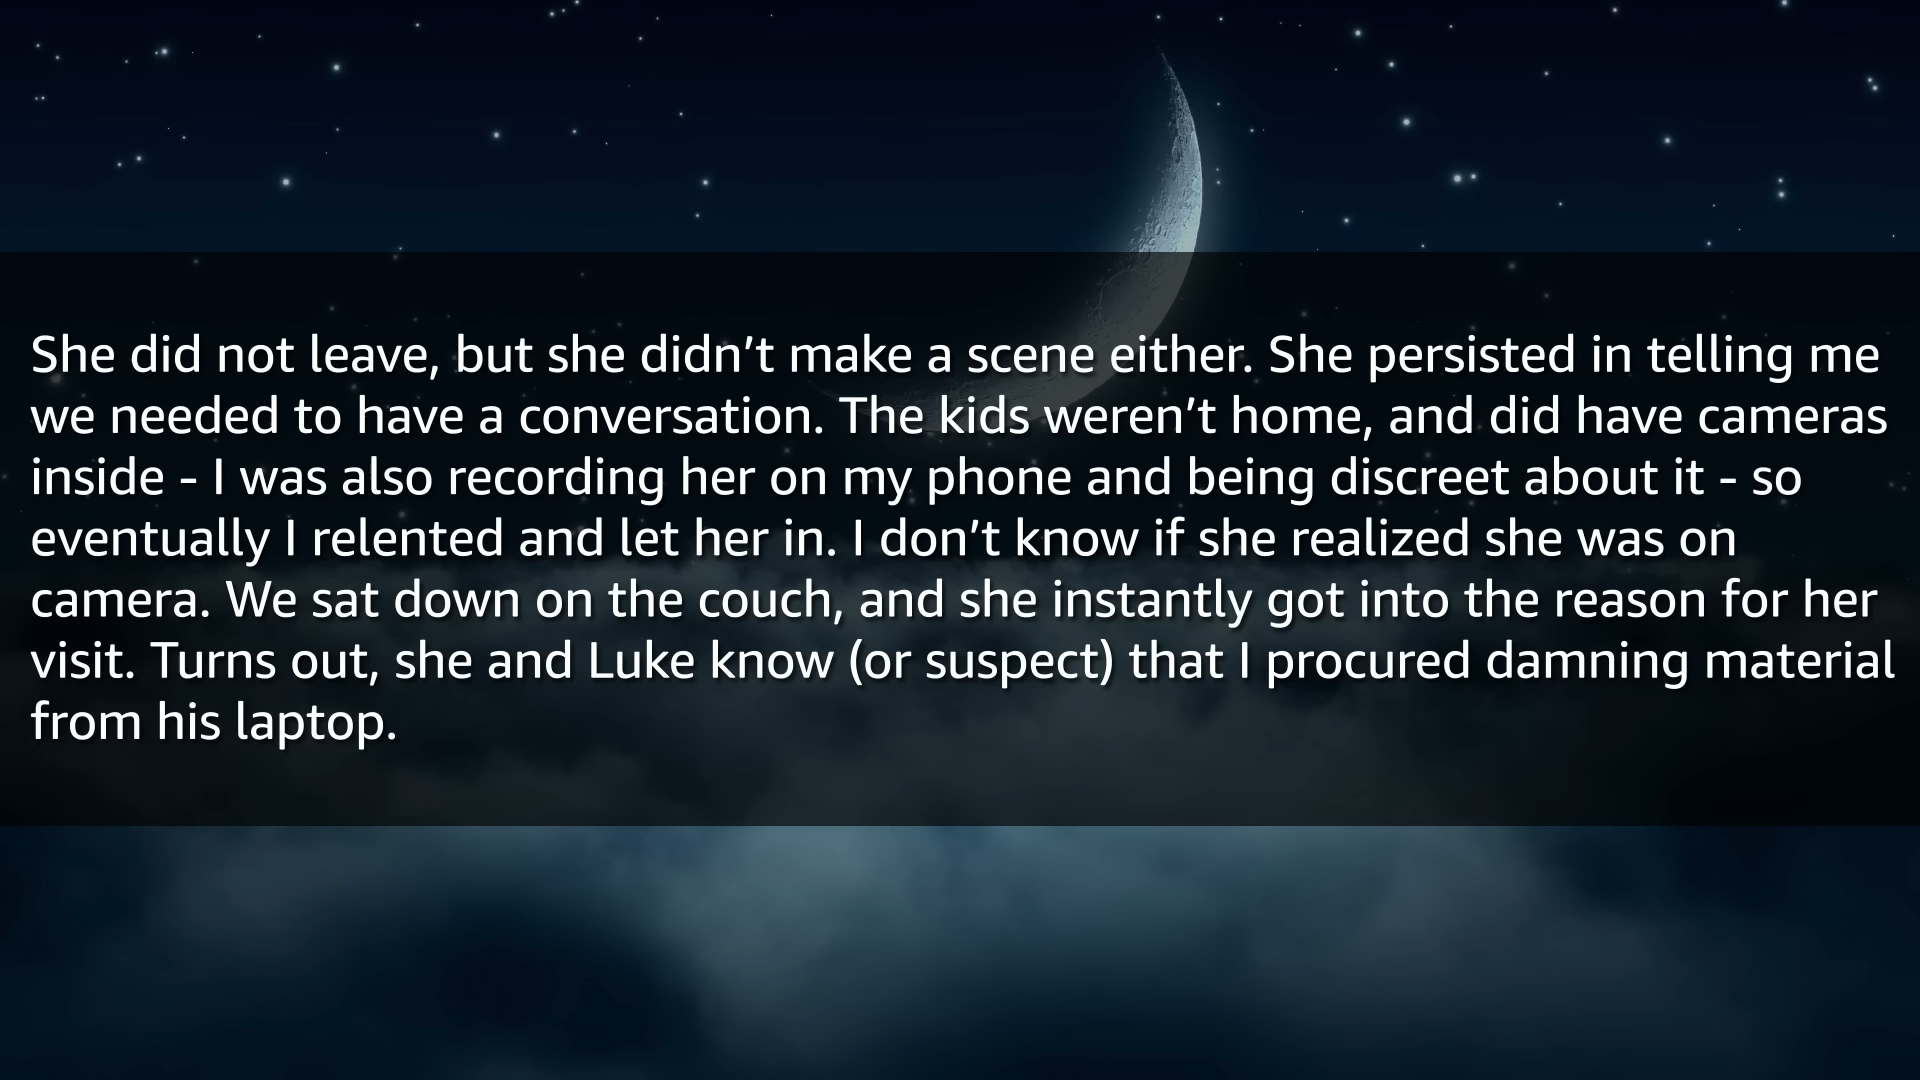 She did not leave, but she didn’t make a scene either. She persisted in telling me
we needed to have a conversation. The kids weren’t home, and did have cameras
inside - I was also recording her on my phone and being discreet about it - so
eventually I relented and let her in. I don’t know if she realized she was on
camera. We sat down on the couch, and she instantly got into the reason for her
visit. Turns out, she and Luke know (or suspect) that I procured damning material
from his laptop.